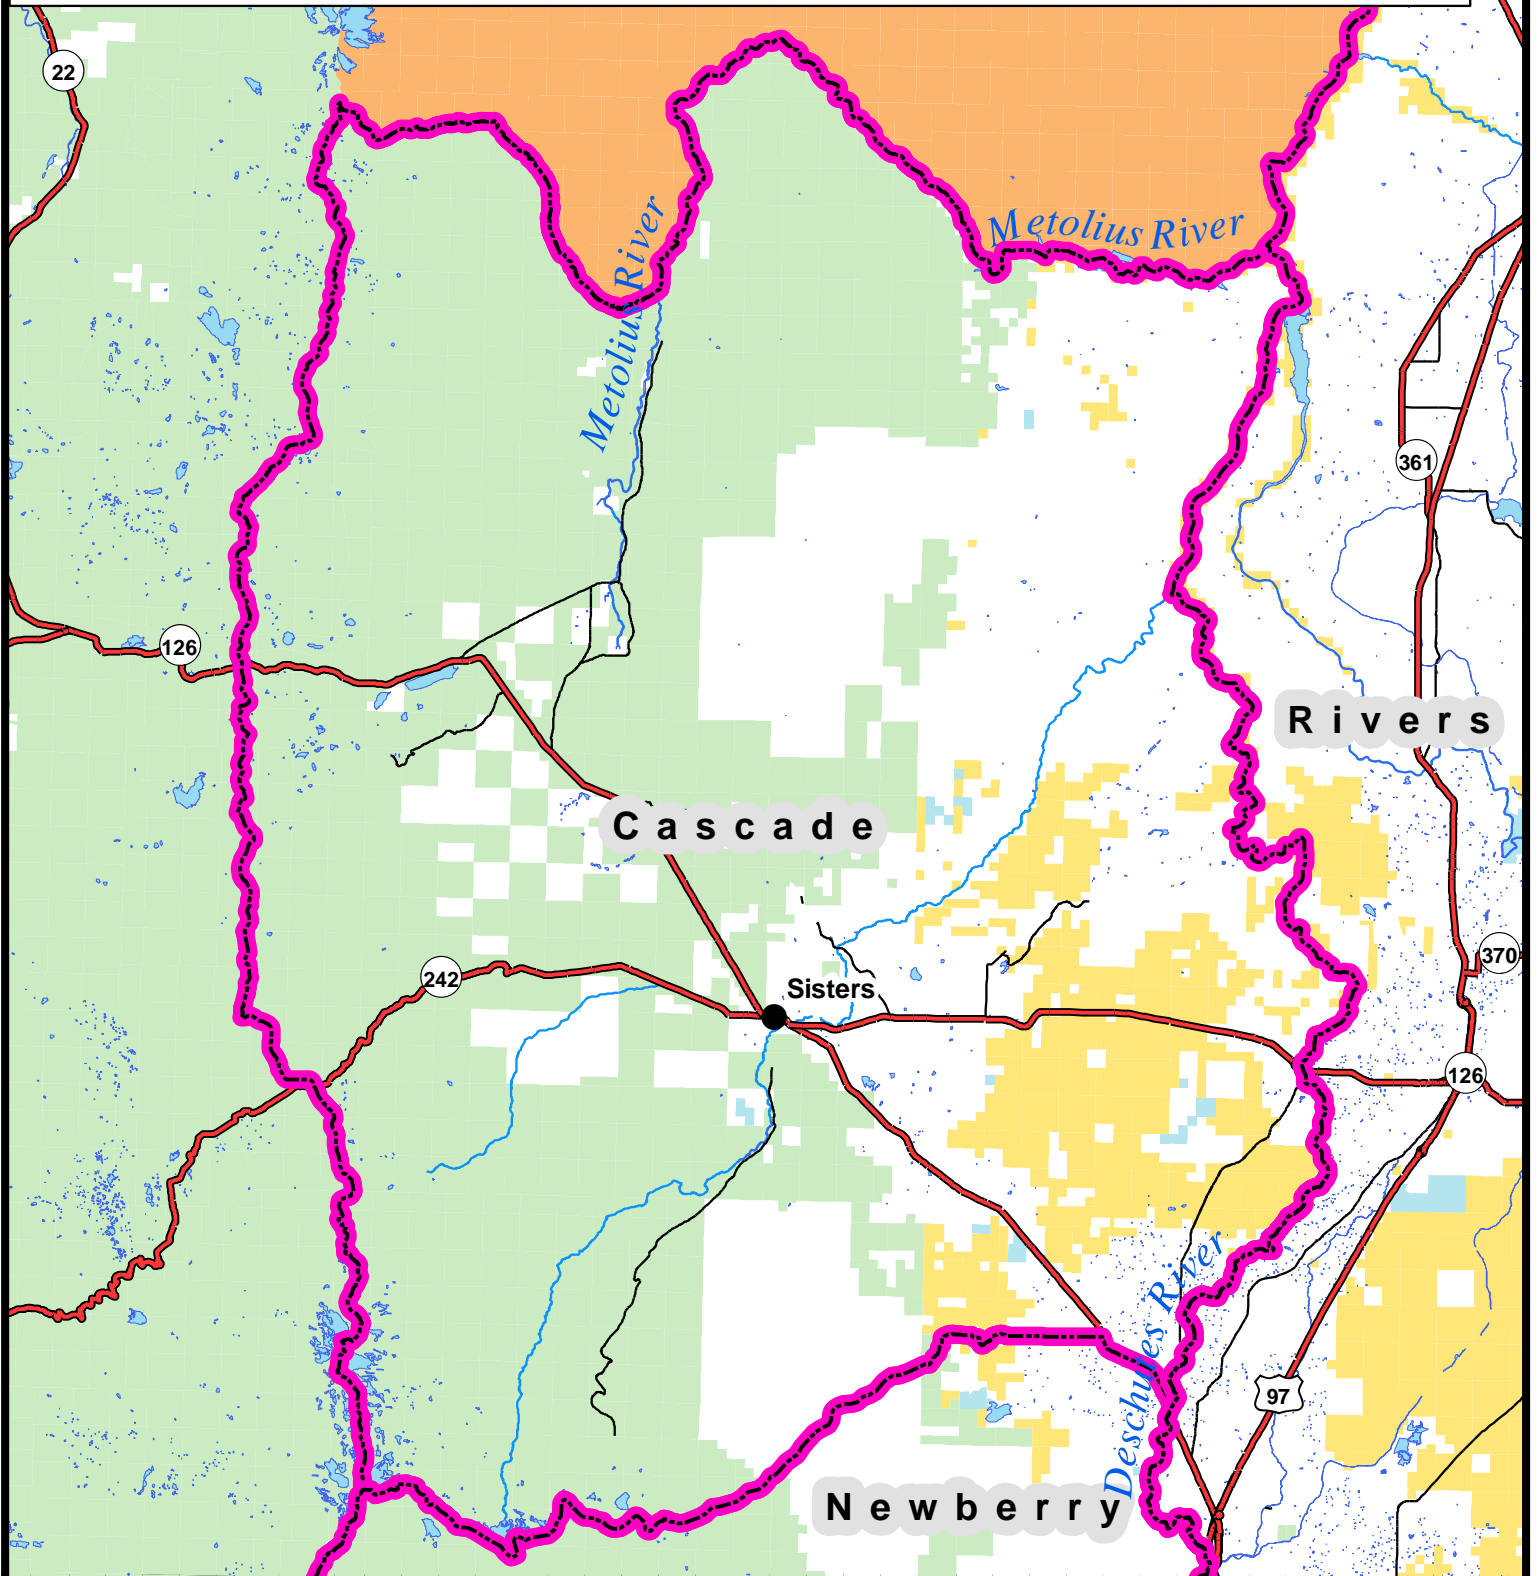 22
Metolius River
Metolius River
361
126
Rivers
Cascade
370
242
Sisters
126
Deschutes River
97
Newberry